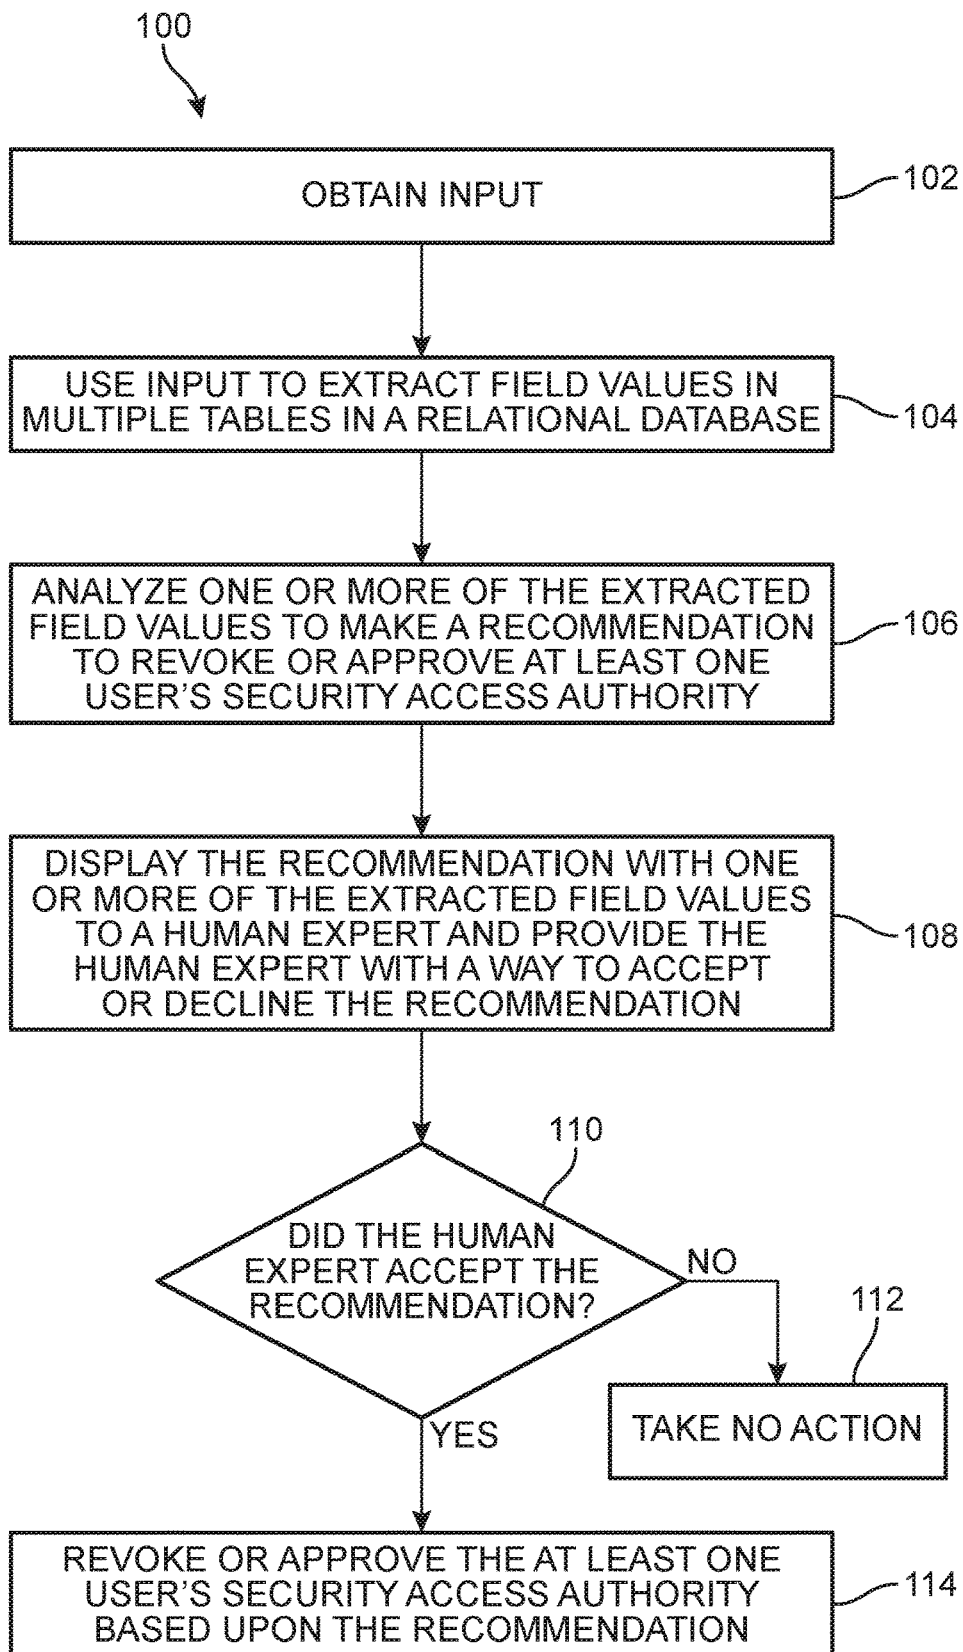 100
OBTAIN INPUT
102
USE INPUT TO EXTRACT FIELD VALUES IN
MULTIPLE TABLES IN A RELATIONAL DATABASE
104
ANALYZE ONE OR MORE OF THE EXTRACTED
FIELD VALUES TO MAKE A RECOMMENDATION
TO REVOKE OR APPROVE AT LEAST ONE
USER'S SECURITY ACCESS AUTHORITY
106
DISPLAY THE RECOMMENDATION WITH ONE
OR MORE OF THE EXTRACTED FIELD VALUES
TO A HUMAN EXPERT AND PROVIDE THE
HUMAN EXPERT WITH A WAY TO ACCEPT
OR DECLINE THE RECOMMENDATION
108
110
DID THE HUMAN
EXPERT ACCEPT THE
RECOMMENDATION?
NO
112
TAKE NO ACTION
YES
REVOKE OR APPROVE THE AT LEAST ONE
USER'S SECURITY ACCESS AUTHORITY
BASED UPON THE RECOMMENDATION
114